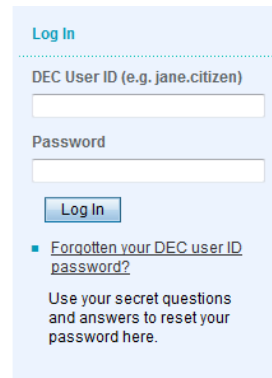 Log In
DEC User ID (e.g. jane.citizen)
Password
Log In
Forgotten your DEC user ID
password?
Use your secret questions
and answers to reset your
password here.